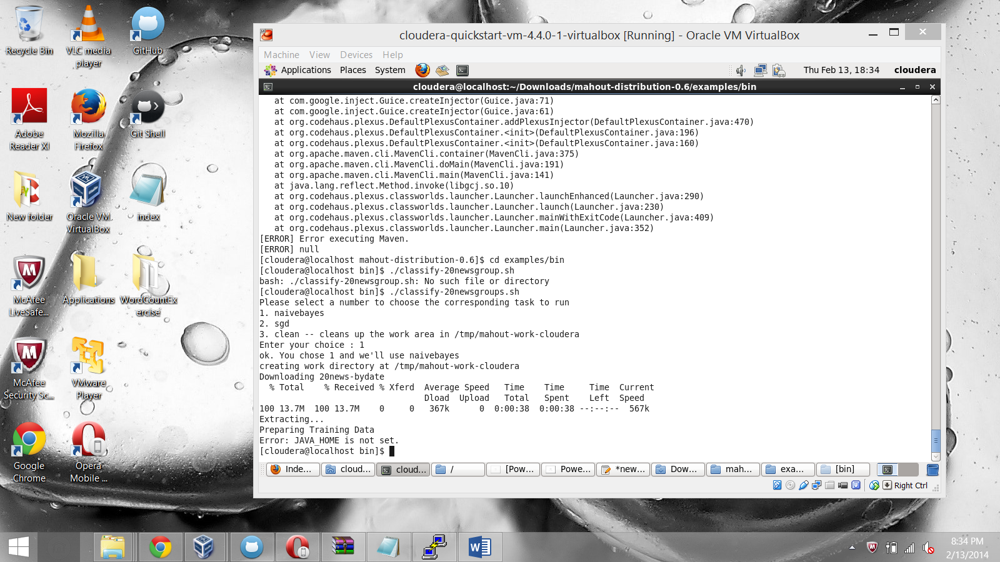 Recycle Bin
VLC media
player
GitHub
Adobe
Reader XI
Mozilla
Firefox
Git Shell
New folder
Oracle VM
VirtualBox
index
McAfee
LiveSafe...
Applications
WordCountEx
ercise
McAfee
Security Sc...
VMware
Player
Google
Chrome
Opera
Mobile ...
cloudera-quickstart-vm-4.4.0-1-virtualbox [Running] - Oracle VM VirtualBox
Machine View Devices Help
Applications Places System Thu Feb 13, 18:34 cloudera
cloudera@localhost:~/Downloads/mahout-distribution-0.6/examples/bin
at com.google.inject.Guice.createInjector(Guice.java:71)
at com.google.inject.Guice.createInjector(Guice.java:61)
at org.codehaus.plexus.DefaultPlexusContainer.addPlexusInjector(DefaultPlexusContainer.java:470)
at org.codehaus.plexus.DefaultPlexusContainer.<init>(DefaultPlexusContainer.java:196)
at org.codehaus.plexus.DefaultPlexusContainer.<init>(DefaultPlexusContainer.java:160)
at org.apache.maven.cli.MavenCli.container(MavenCli.java:375)
at org.apache.maven.cli.MavenCli.doMain(MavenCli.java:191)
at org.apache.maven.cli.MavenCli.main(MavenCli.java:141)
at java.lang.reflect.Method.invoke(libgcj.so.10)
at org.codehaus.plexus.classworlds.launcher.Launcher.launchEnhanced(Launcher.java:290)
at org.codehaus.plexus.classworlds.launcher.Launcher.launch(Launcher.java:230)
at org.codehaus.plexus.classworlds.launcher.Launcher.mainWithExitCode(Launcher.java:409)
at org.codehaus.plexus.classworlds.launcher.Launcher.main(Launcher.java:352)
[ERROR] Error executing Maven.
[ERROR] null
[cloudera@localhost mahout-distribution-0.6]$ cd examples/bin
[cloudera@localhost bin]$ ./classify-20newsgroup.sh
bash: ./classify-20newsgroup.sh: No such file or directory
[cloudera@localhost bin]$ ./classify-20newsgroups.sh
Please select a number to choose the corresponding task to run
1. naivebayes
2. sgd
3. clean -- cleans up the work area in /tmp/mahout-work-cloudera
Enter your choice : 1
ok. You chose 1 and we'll use naivebayes
creating work directory at /tmp/mahout-work-cloudera
Downloading 20news-bydate
% Total % Received % Xferd Average Speed Time Time Time Current
Dload Upload Total Spent Left Speed
100 13.7M 100 13.7M 0 0 367k 0 0:00:38 0:00:38 --:--:-- 567k
Extracting...
Preparing Training Data
Error: JAVA_HOME is not set.
[cloudera@localhost bin]$
Inde... cloud... cloud... / [Pow... Powe... *new... Dow... mah... exa... [bin]
Right Ctrl
8:34 PM
2/13/2014